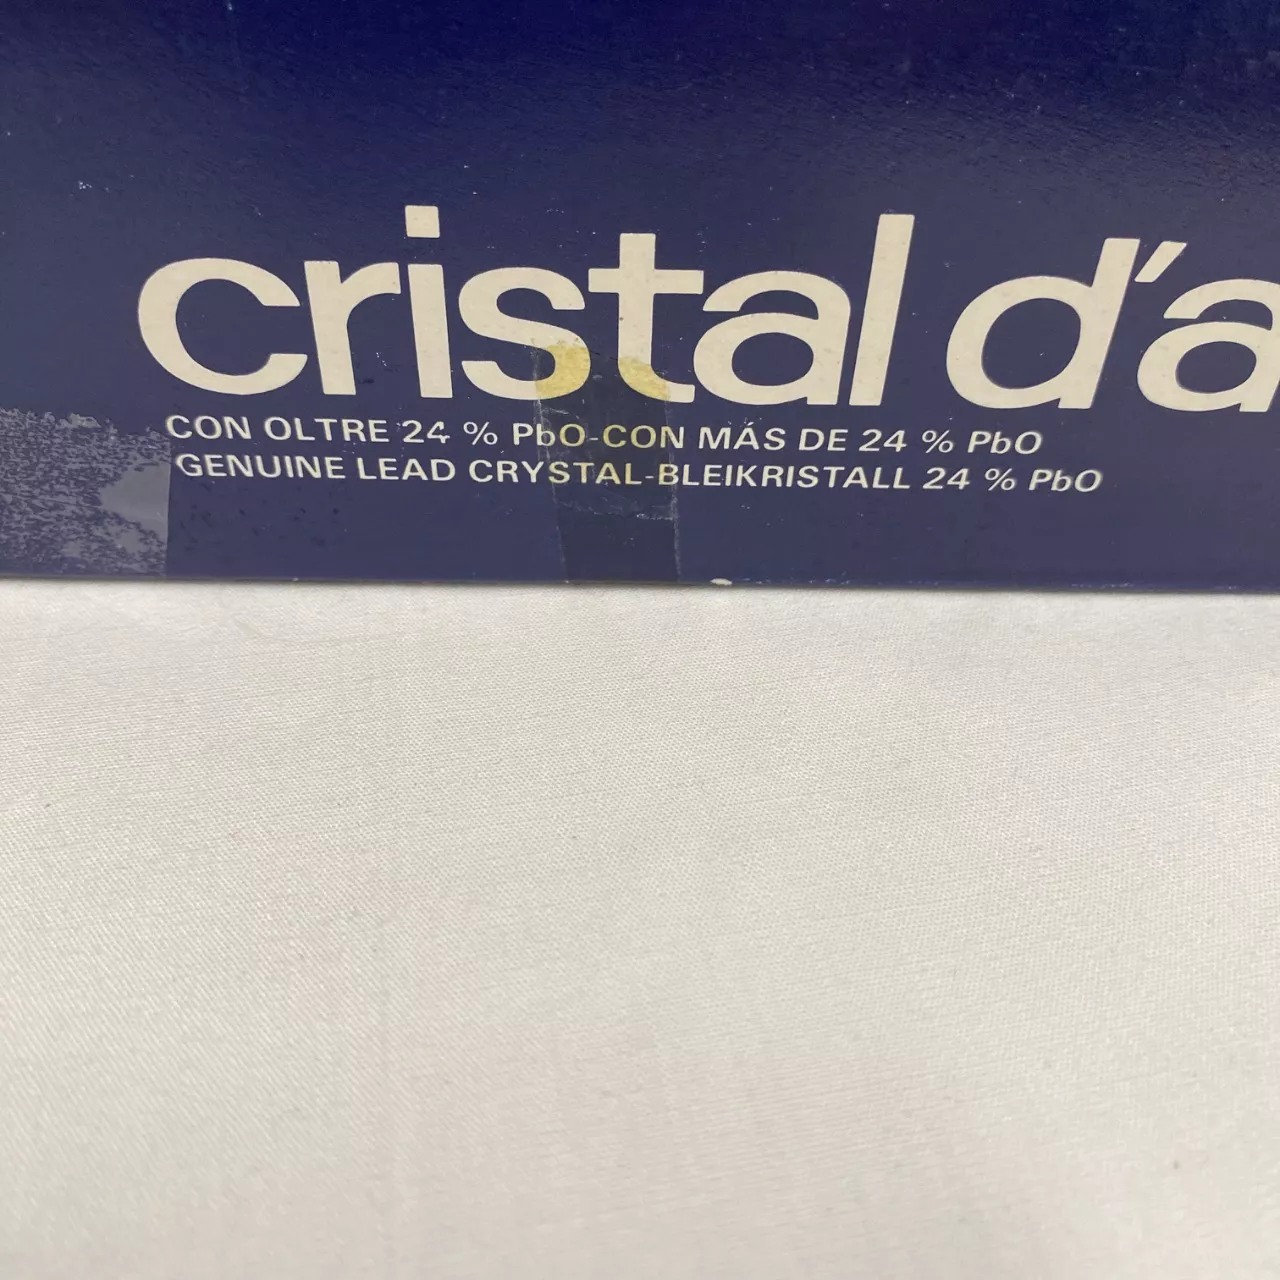 cristal d'a
CON OLTRE 24 % PbO-CON MÁS DE 24 % PbO
GENUINE LEAD CRYSTAL-BLEIKRISTALL 24 % PbO